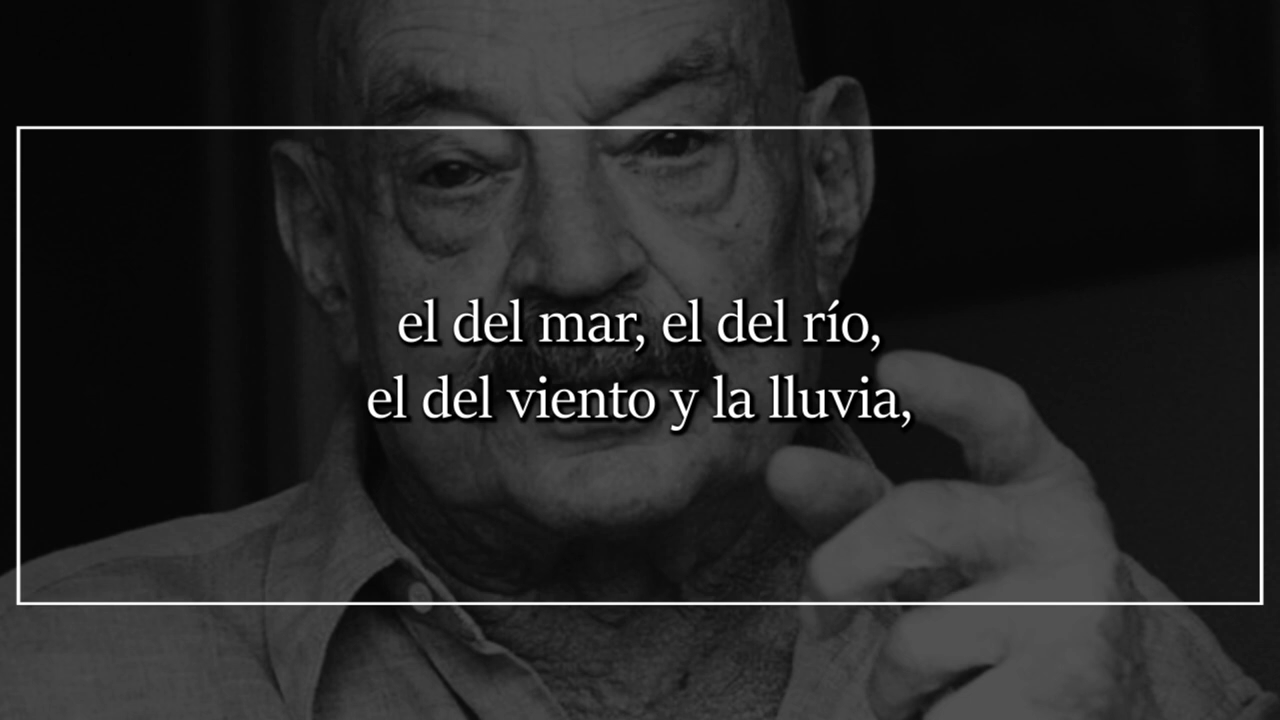 el del mar, el del río,
el del viento y la lluvia,